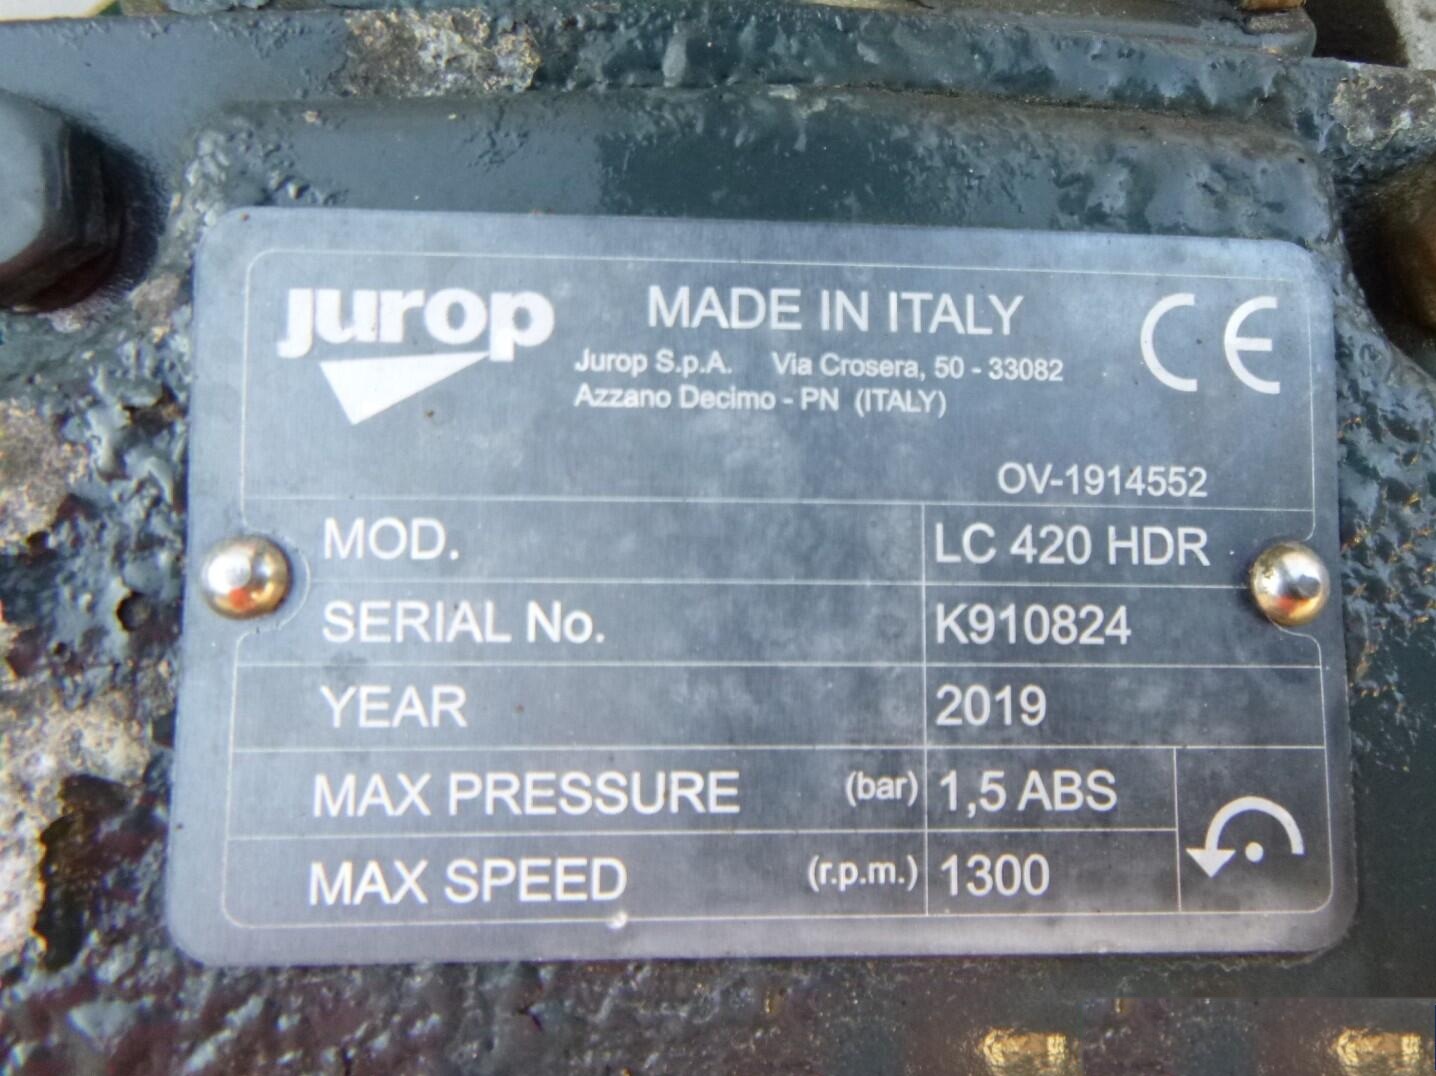 jurop
MADE IN ITALY
CE
Jurop S.p.A. Via Crosera, 50 - 33082
Azzano Decimo - PN (ITALY)
OV-1914552
MOD. LC 420 HDR
SERIAL No. K910824
YEAR 2019
MAX PRESSURE (bar) 1,5 ABS
MAX SPEED (r.p.m.) 1300